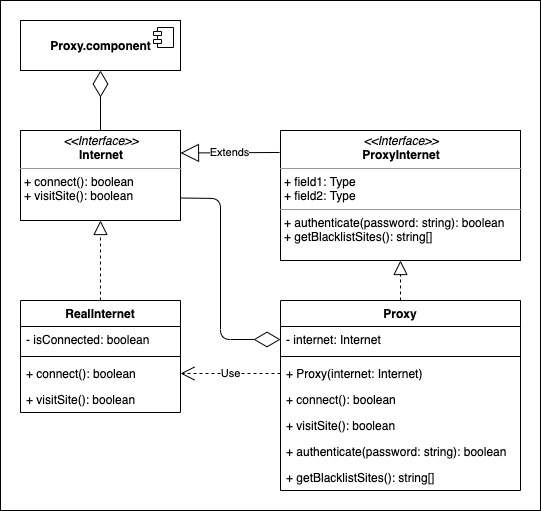 Proxy.component
<<Interface>>
Internet
+ connect(): boolean
+ visitSite(): boolean
Extends
<<Interface>>
ProxyInternet
+ field1: Type
+ field2: Type
+ authenticate(password: string): boolean
+ getBlacklistSites(): string[]
RealInternet
- isConnected: boolean
+ connect(): boolean
+ visitSite(): boolean
Use
Proxy
- internet: Internet
+ Proxy(internet: Internet)
+ connect(): boolean
+ visitSite(): boolean
+ authenticate(password: string): boolean
+ getBlacklistSites(): string[]